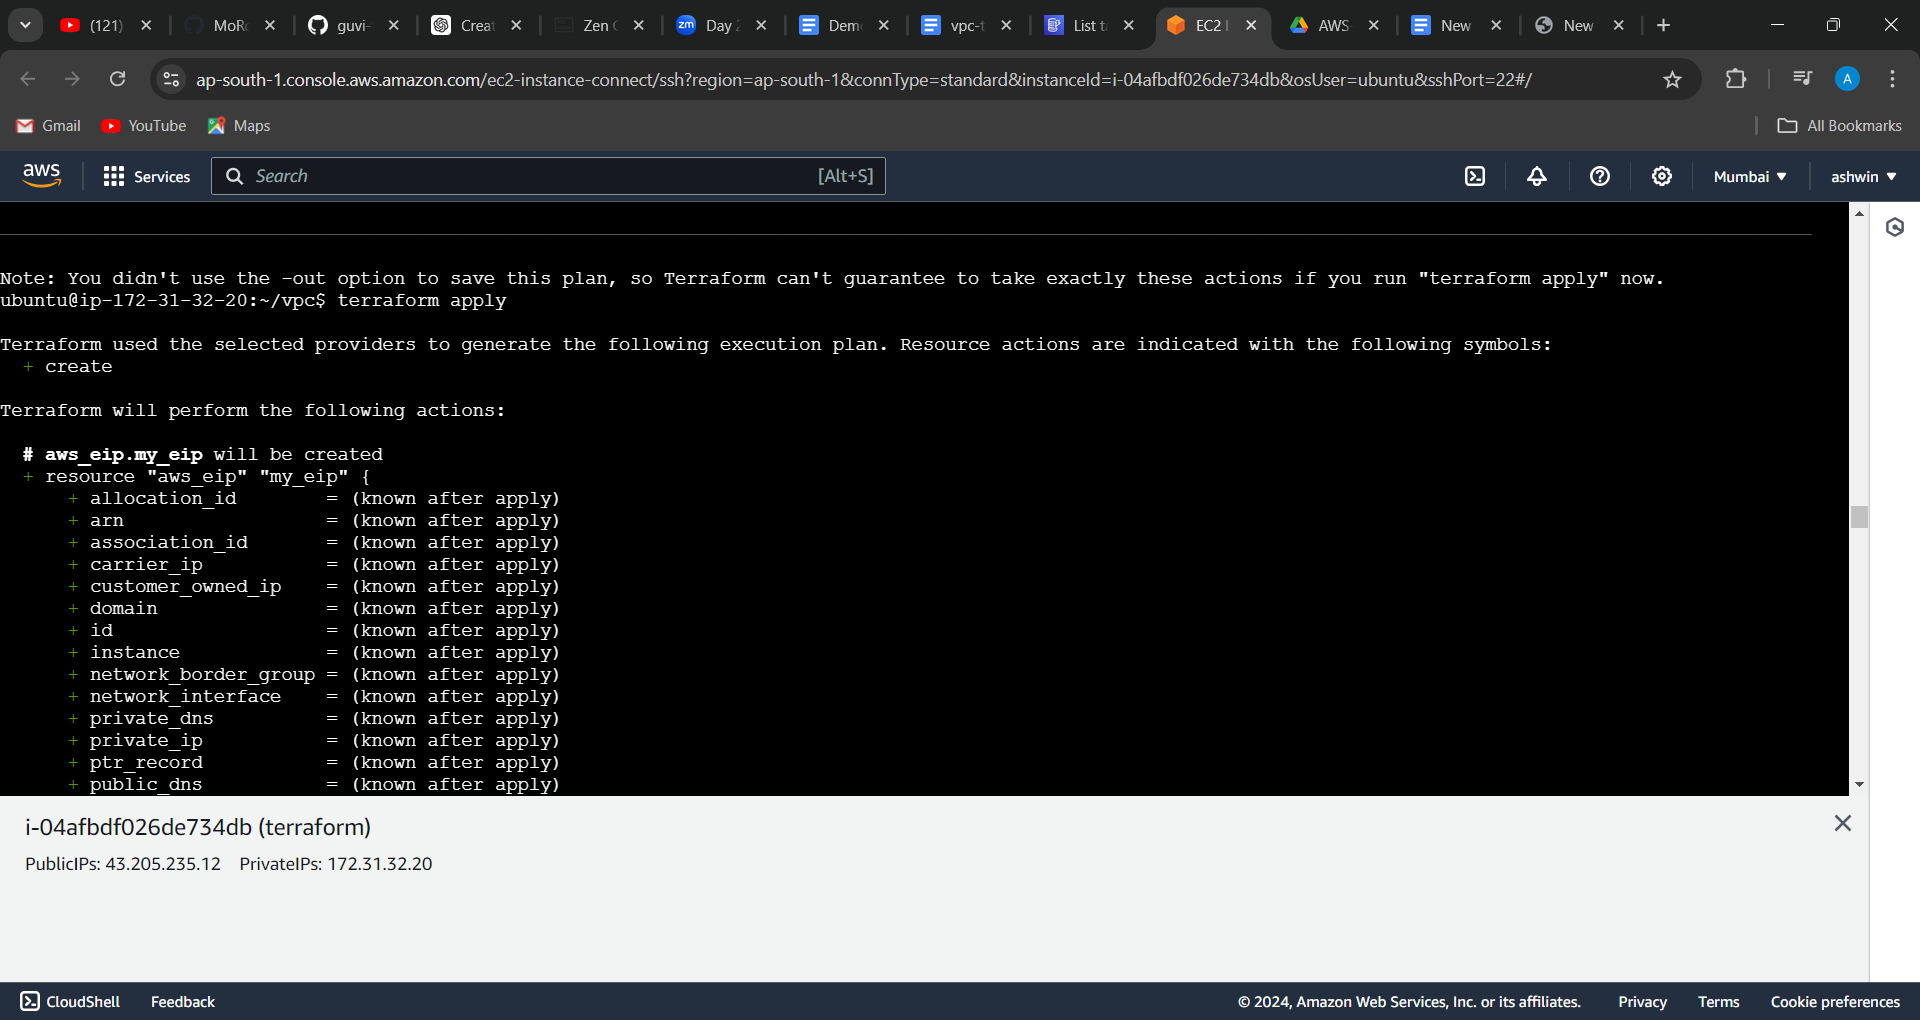 (121)
MoR
guvi-
Creat
Zen
Day
Dem
vpc-t
List t
EC2 I
AWS
New
New
ap-south-1.console.aws.amazon.com/ec2-instance-connect/ssh?region=ap-south-1&connType=standard&instanceId=i-04afbdf026de734db&osUser=ubuntu&sshPort=22#/
A
Gmail YouTube Maps
All Bookmarks
aws Services Search [Alt+S] Mumbai ▼ ashwin ▼
Note: You didn't use the -out option to save this plan, so Terraform can't guarantee to take exactly these actions if you run "terraform apply" now.
ubuntu@ip-172-31-32-20:~/vpc$ terraform apply
Terraform used the selected providers to generate the following execution plan. Resource actions are indicated with the following symbols:
+ create
Terraform will perform the following actions:
# aws_eip.my_eip will be created
+ resource "aws_eip" "my_eip" {
+ allocation_id = (known after apply)
+ arn = (known after apply)
+ association_id = (known after apply)
+ carrier_ip = (known after apply)
+ customer_owned_ip = (known after apply)
+ domain = (known after apply)
+ id = (known after apply)
+ instance = (known after apply)
+ network_border_group = (known after apply)
+ network_interface = (known after apply)
+ private_dns = (known after apply)
+ private_ip = (known after apply)
+ ptr_record = (known after apply)
+ public_dns = (known after apply)
i-04afbdf026de734db (terraform)
PublicIPs: 43.205.235.12 PrivateIPs: 172.31.32.20
CloudShell Feedback © 2024, Amazon Web Services, Inc. or its affiliates. Privacy Terms Cookie preferences